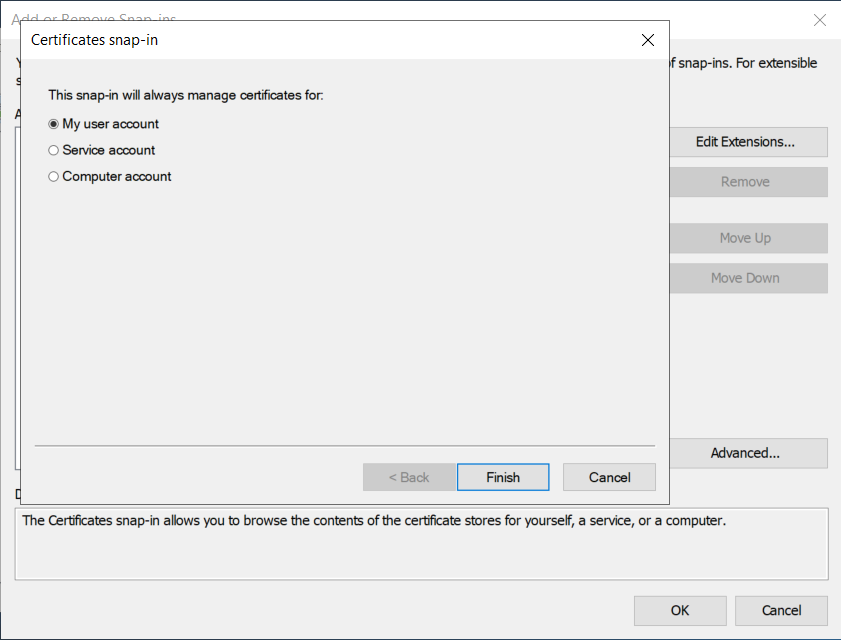 Add or Remove Snap-ins
Certificates snap-in
of snap-ins. For extensible
This snap-in will always manage certificates for:
My user account
Service account
Computer account
Edit Extensions...
Remove
Move Up
Move Down
Advanced...
< Back
Finish
Cancel
The Certificates snap-in allows you to browse the contents of the certificate stores for yourself, a service, or a computer.
OK
Cancel